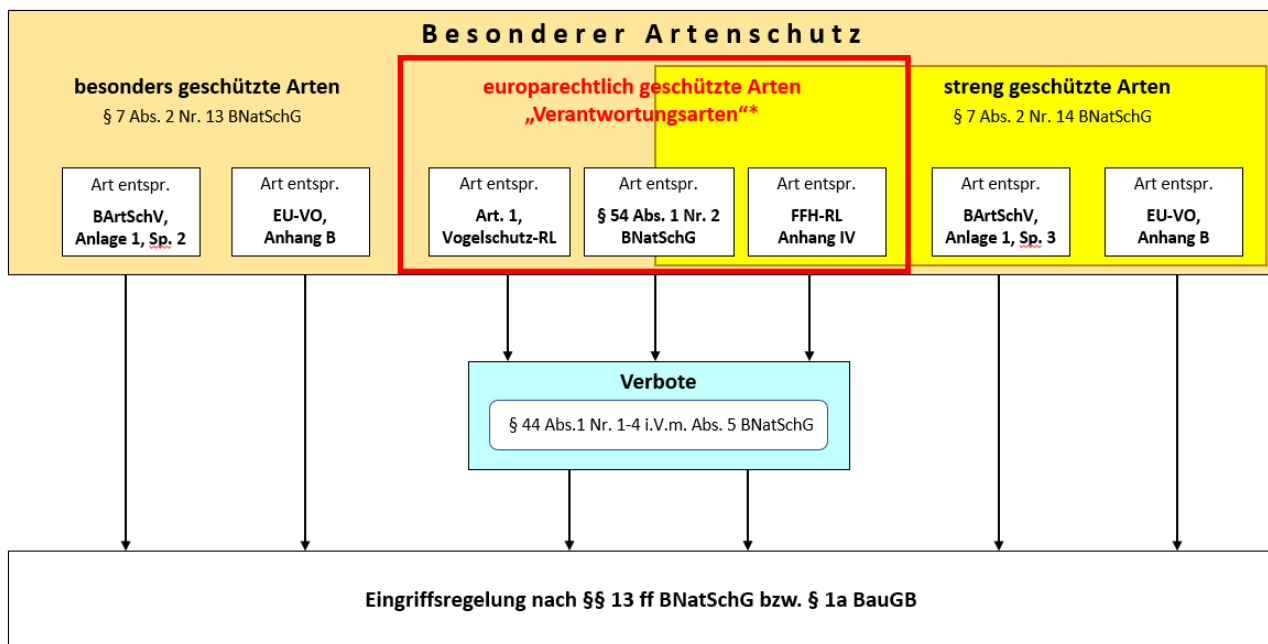 Besonderer Artenschutz
besonders geschützte Arten
§ 7 Abs. 2 Nr. 13 BNatSchG
europarechtlich geschützte Arten
„Verantwortungsarten“*
streng geschützte Arten
§ 7 Abs. 2 Nr. 14 BNatSchG
Art entspr.
BArtSchV,
Anlage 1, Sp. 2
Art entspr.
EU-VO,
Anhang B
Art entspr.
Art. 1,
Vogelschutz-RL
Art entspr.
§ 54 Abs. 1 Nr. 2
BNatSchG
Art entspr.
FFH-RL
Anhang IV
Art entspr.
BArtSchV,
Anlage 1, Sp. 3
Art entspr.
EU-VO,
Anhang B
Verbote
§ 44 Abs.1 Nr. 1-4 i.V.m. Abs. 5 BNatSchG
Eingriffsregelung nach §§ 13 ff BNatSchG bzw. § 1a BauGB